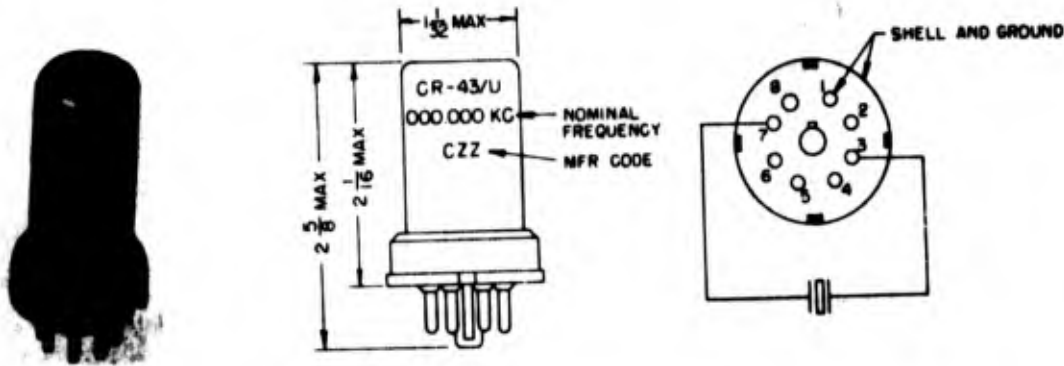 1 1/32 MAX
CR-43/U
000.000 KC
NOMINAL
FREQUENCY
CZZ
MFR CODE
2 5/8 MAX
2 1/16 MAX
SHELL AND GROUND
1
2
3
4
5
6
7
8